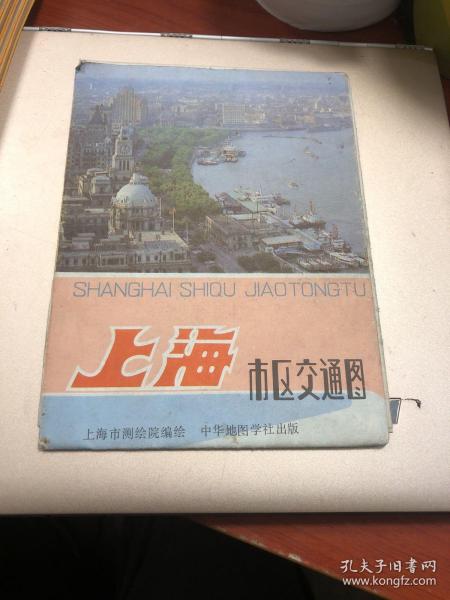 SHANGHAI SHIQU JIAOTONGTU
上海
市区交通图
上海市测绘院编绘 中华地图学社出版
孔夫子旧书网
www.kongfz.com